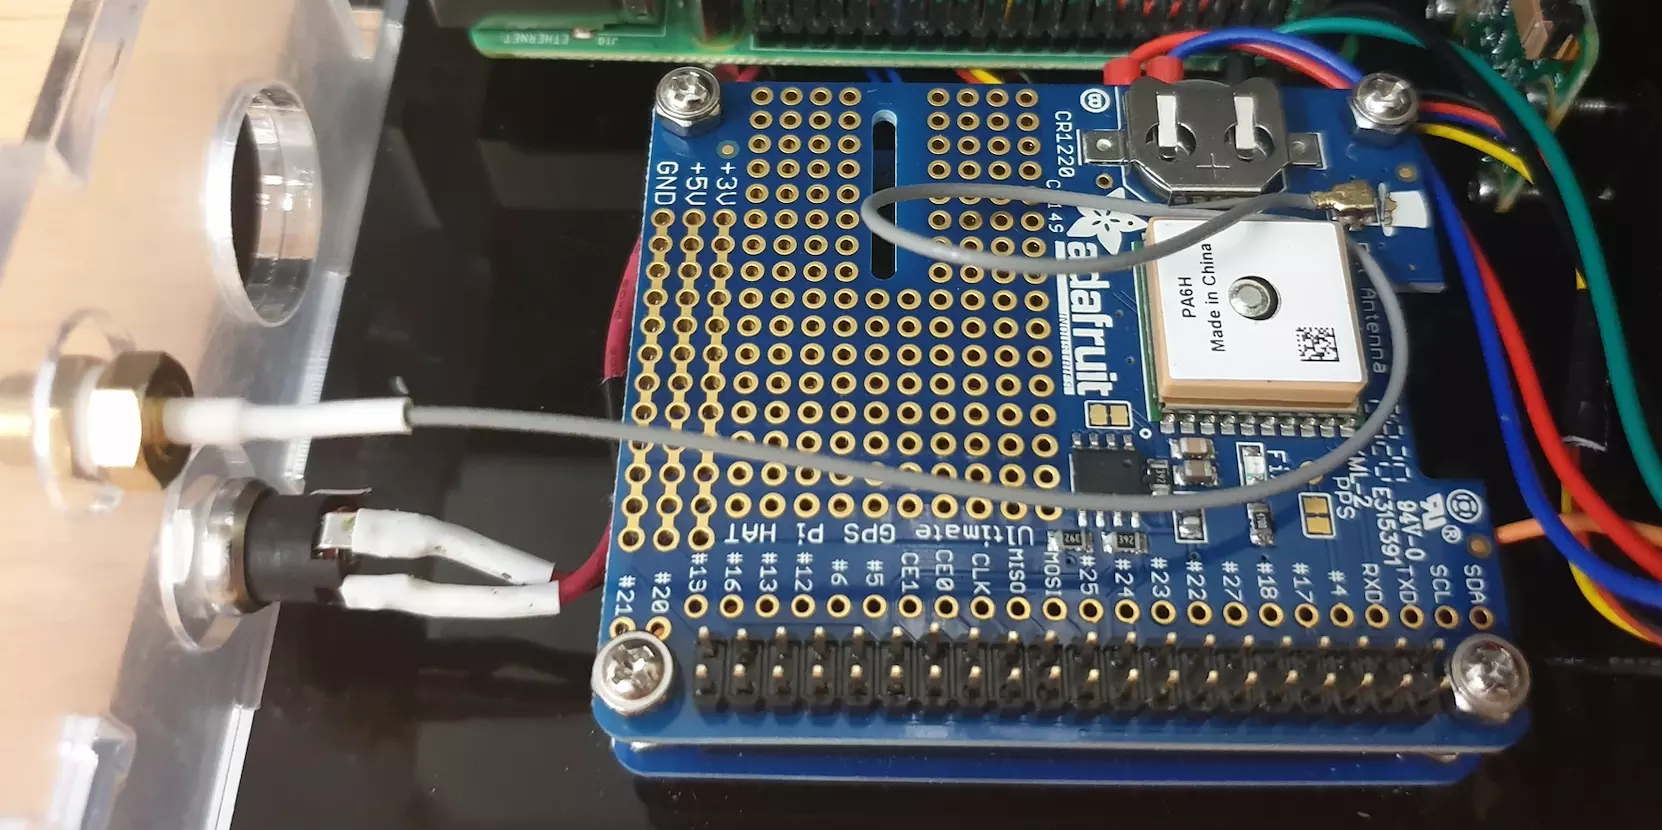 ETHERNET
J10
CR1220
GND
+5V
+3V
adafruit
INDUSTRIES
PA6H
Made in China
Antenna
Ultimate GPS Pi HAT
PPS
94V-0
E315391
#21
#20
#19
#16
#13
#12
#6
#5
CE1
CE0
CLK
MISO
MOSI
#25
#24
#23
#22
#27
#18
#17
#4
RXD
TXD
SCL
SDA
392